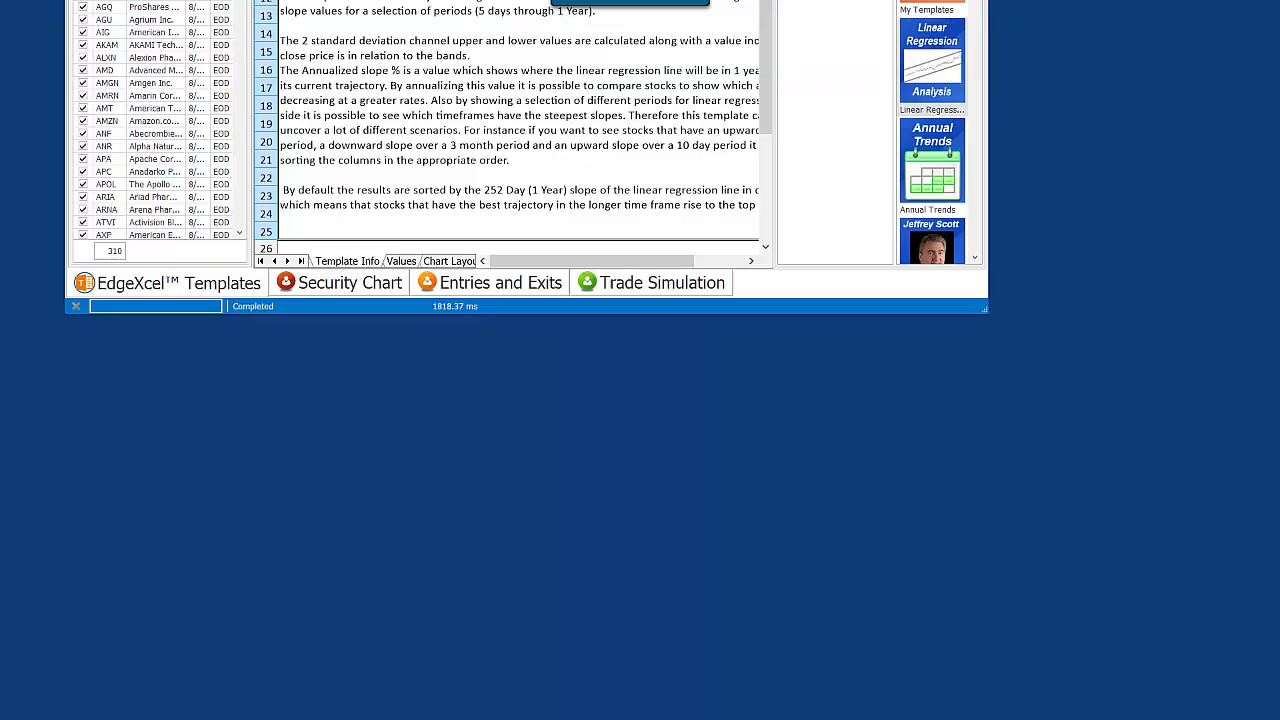 AGQ ProShares ... 8/... EOD
AGU Agrium Inc. 8/... EOD
AIG American I... 8/... EOD
AKAM AKAMI Tech... 8/... EOD
ALXN Alexion Pha... 8/... EOD
AMD Advanced M... 8/... EOD
AMGN Amgen Inc. 8/... EOD
AMRN Amarin Cor... 8/... EOD
AMT American T... 8/... EOD
AMZN Amazon.co... 8/... EOD
ANF Abecrombie... 8/... EOD
ANR Alpha Natur... 8/... EOD
APA Apache Cor... 8/... EOD
APC Anadarko P... 8/... EOD
APOL The Apollo ... 8/... EOD
ARIA Ariad Phar... 8/... EOD
ARNA Arena Phar... 8/... EOD
ATVI Activision Bl... 8/... EOD
AXP American E... 8/... EOD
310
13
14
15
16
17
18
19
20
21
22
23
24
25
26
slope values for a selection of periods (5 days through 1 Year).
The 2 standard deviation channel upper and lower values are calculated along with a value ind
close price is in relation to the bands.
The Annualized slope % is a value which shows where the linear regression line will be in 1 yea
its current trajectory. By annualizing this value it is possible to compare stocks to show which a
decreasing at a greater rates. Also by showing a selection of different periods for linear regress
side it is possible to see which timeframes have the steepest slopes. Therefore this template ca
uncover a lot of different scenarios. For instance if you want to see stocks that have an upward
period, a downward slope over a 3 month period and an upward slope over a 10 day period it
sorting the columns in the appropriate order.
By default the results are sorted by the 252 Day (1 Year) slope of the linear regression line in d
which means that stocks that have the best trajectory in the longer time frame rise to the top
Template Info Values Chart Layou
My Templates
Linear
Regression
Analysis
Linear Regress...
Annual
Trends
Annual Trends
Jeffrey Scott
EdgeXcel™ Templates Security Chart Entries and Exits Trade Simulation
Completed 1818.37 ms